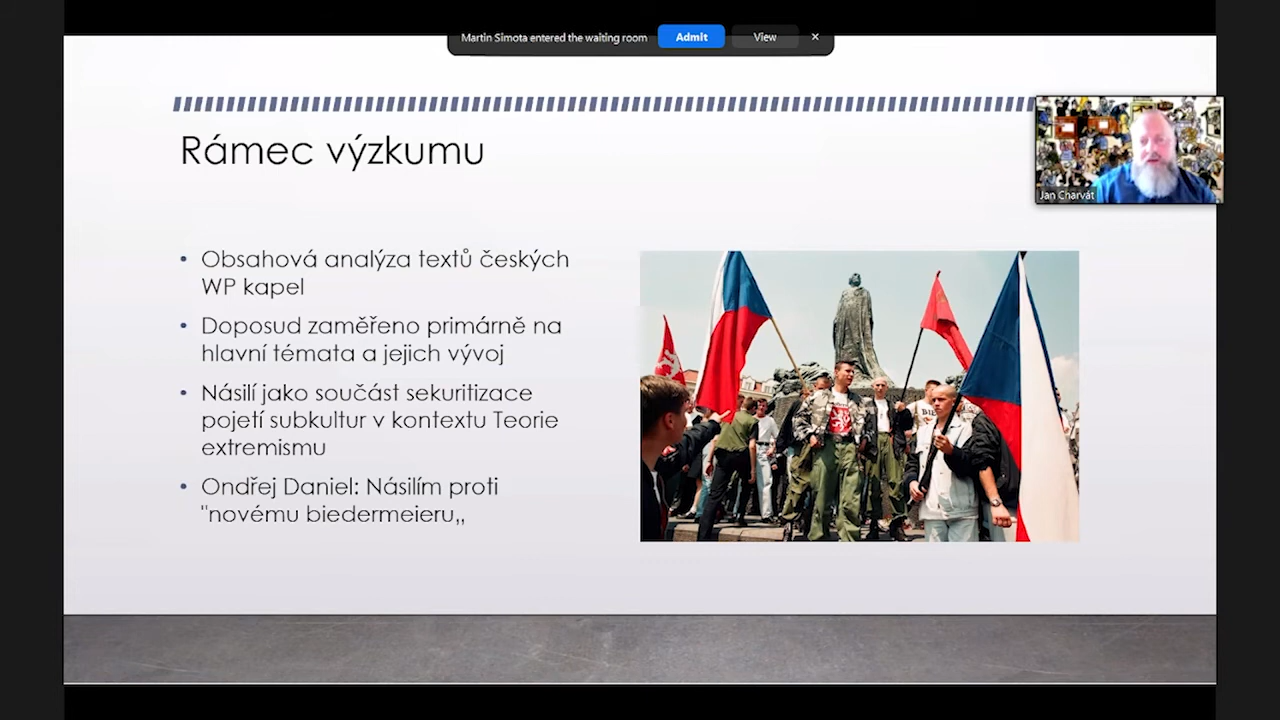 Martin Simota entered the waiting room Admit View ×
Rámec výzkumu
Jan Charvát
• Obsahová analýza textů českých
WP kapel
• Doposud zaměřeno primárně na
hlavní témata a jejich vývoj
• Násilí jako součást sekuritizace
pojetí subkultur v kontextu Teorie
extremismu
• Ondřej Daniel: Násilím proti
"novému biedermeieru„